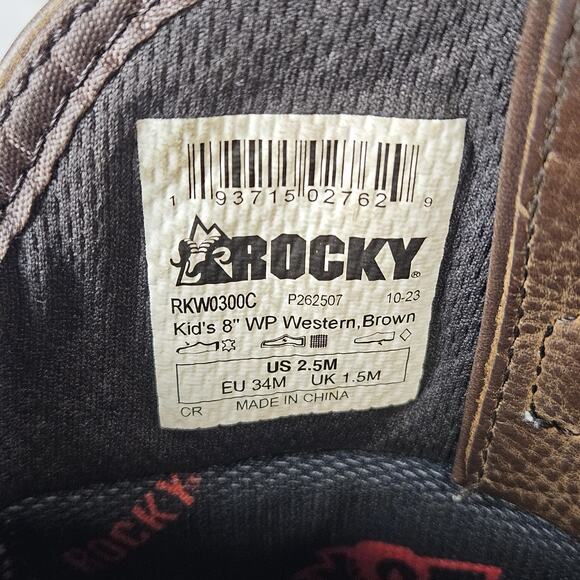 1 93715 02762 9
ROCKY®
RKW0300C P262507 10-23
Kid's 8" WP Western,Brown
US 2.5M
EU 34M UK 1.5M
CR MADE IN CHINA
ROCKY